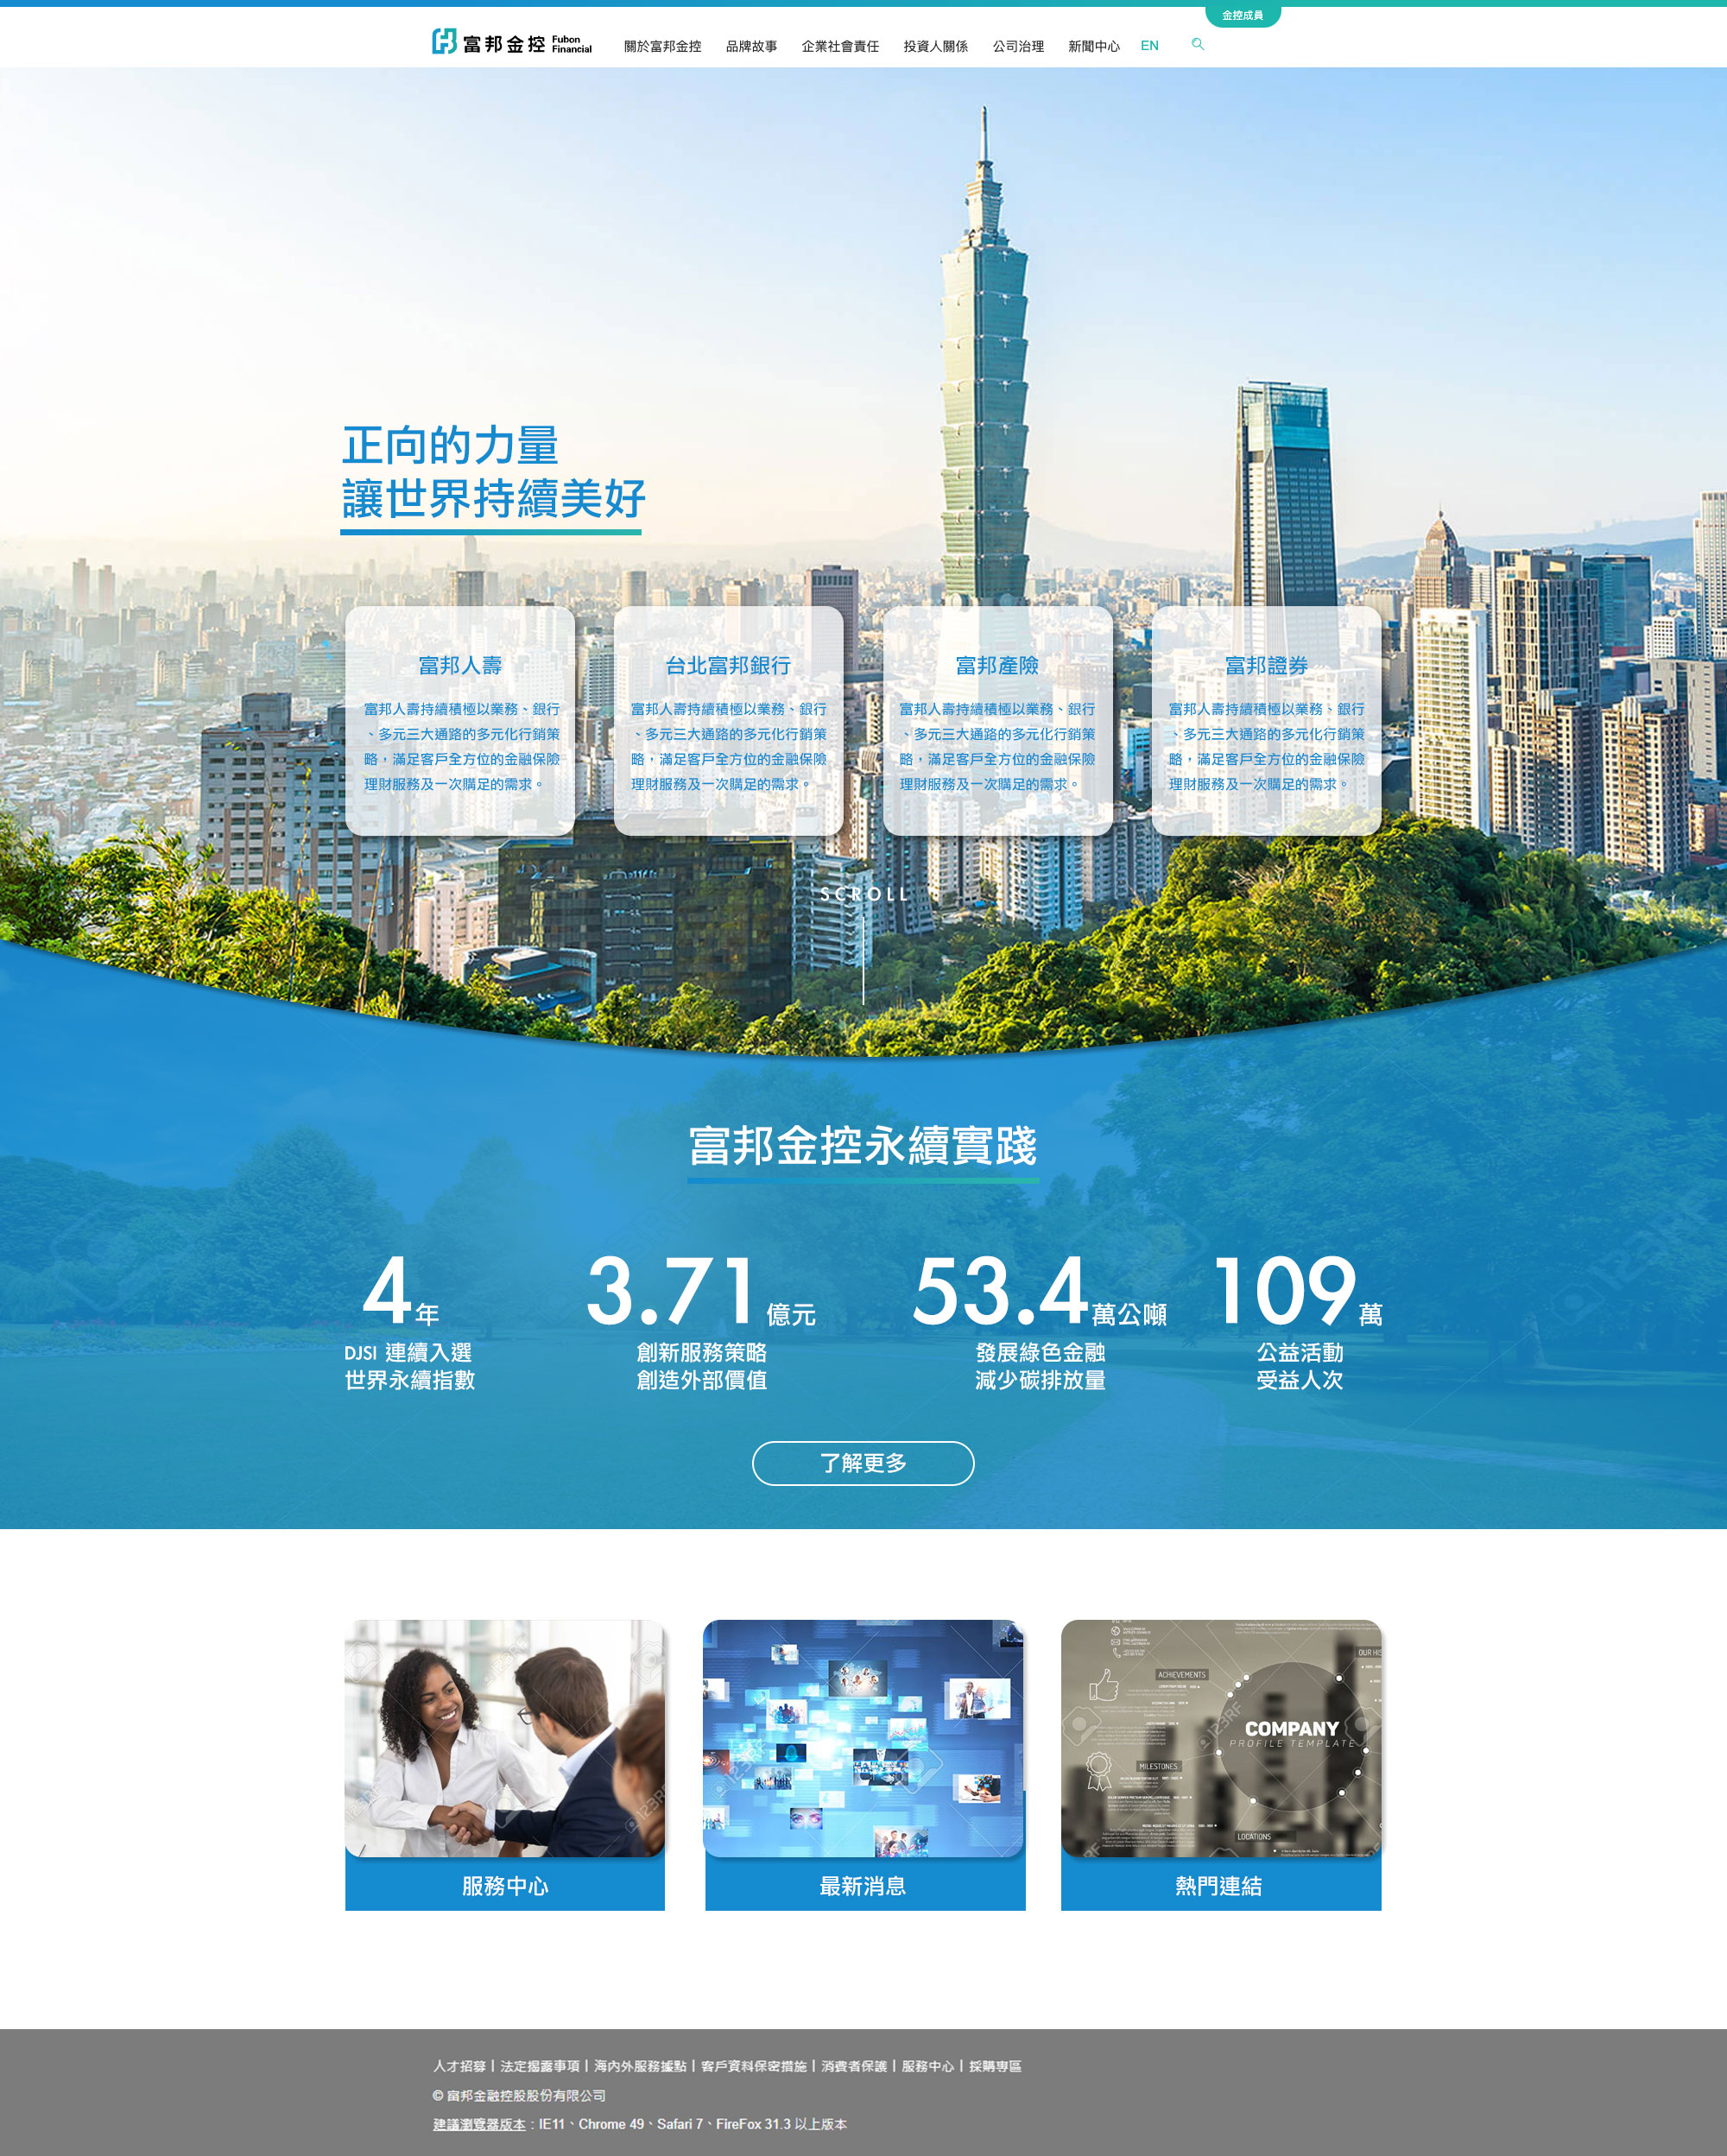 金控成員
富邦金控 Fubon Financial
關於富邦金控 品牌故事 企業社會責任 投資人關係 公司治理 新聞中心 EN
正向的力量
讓世界持續美好
富邦人壽
富邦人壽持續積極以業務、銀行
、多元三大通路的多元化行銷策
略，滿足客戶全方位的金融保險
理財服務及一次購足的需求。
台北富邦銀行
富邦人壽持續積極以業務、銀行
、多元三大通路的多元化行銷策
略，滿足客戶全方位的金融保險
理財服務及一次購足的需求。
富邦產險
富邦人壽持續積極以業務、銀行
、多元三大通路的多元化行銷策
略，滿足客戶全方位的金融保險
理財服務及一次購足的需求。
富邦證券
富邦人壽持續積極以業務、銀行
、多元三大通路的多元化行銷策
略，滿足客戶全方位的金融保險
理財服務及一次購足的需求。
SCROLL
富邦金控永續實踐
4年
DJSI 連續入選
世界永續指數
3.71億元
創新服務策略
創造外部價值
53.4萬公噸
發展綠色金融
減少碳排放量
109萬
公益活動
受益人次
了解更多
服務中心
最新消息
ACHIEVEMENTS
OUR HIS
COMPANY
PROFILE TEMPLATE
MILESTONES
LOCATIONS
123RF
熱門連結
人才招募 | 法定揭露事項 | 海內外服務據點 | 客戶資料保密措施 | 消費者保護 | 服務中心 | 採購專區
© 富邦金融控股股份有限公司
建議瀏覽器版本：IE11、Chrome 49、Safari 7、FireFox 31.3 以上版本